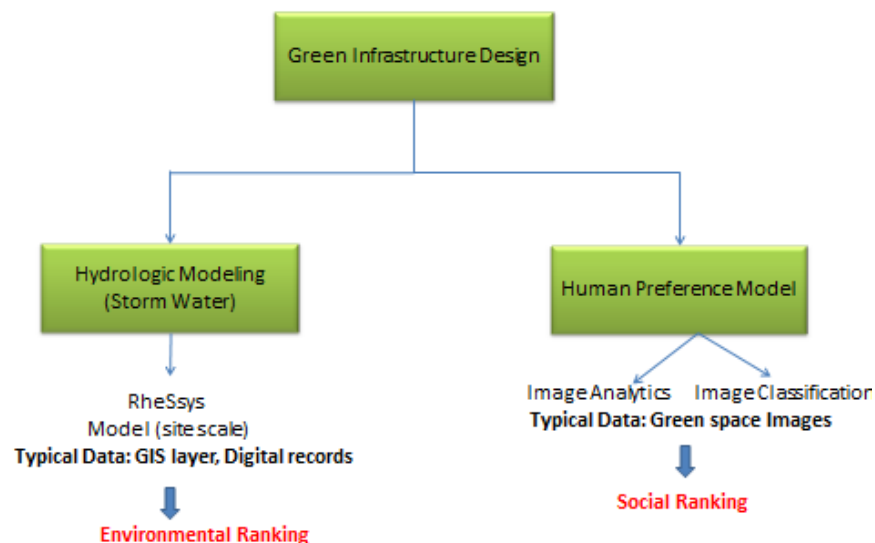 Green Infrastructure Design
Hydrologic Modeling
(Storm Water)
Human Preference Model
RheSsys
Model (site scale)
Typical Data: GIS layer, Digital records
Environmental Ranking
Image Analytics
Image Classification
Typical Data: Green space Images
Social Ranking